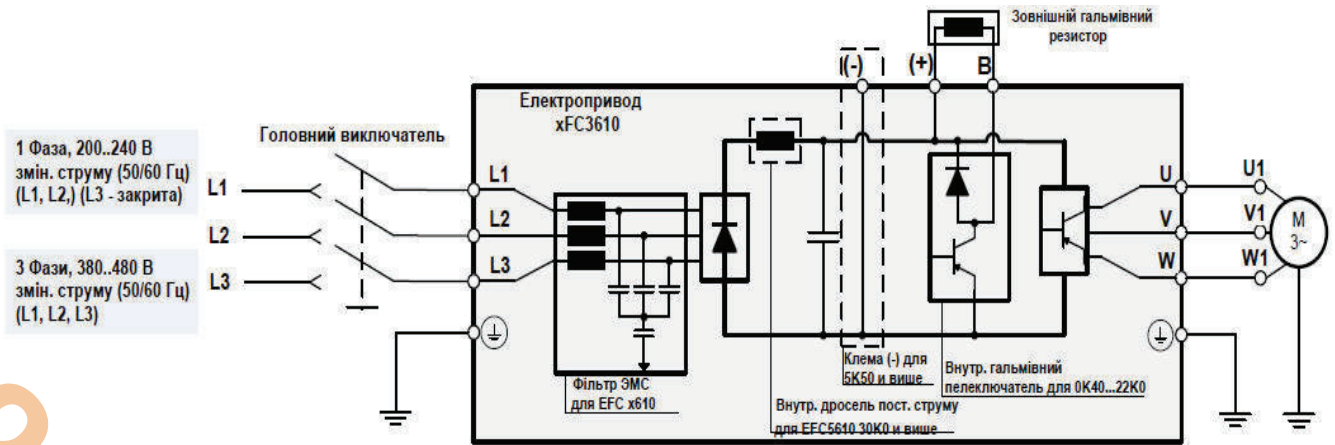 Зовнішній гальмівний
резистор
(-)
(+)
B
Електропривод
xFC3610
Головний виключатель
1 Фаза, 200..240 В
змін. струму (50/60 Гц)
(L1, L2,) (L3 - закрита)
3 Фази, 380..480 В
змін. струму (50/60 Гц)
(L1, L2, L3)
L1
L2
L3
L1
L2
L3
U
V
W
U1
V1
W1
M
3~
Фільтр ЭМС
для EFC x610
Клема (-) для
5K50 и више
Внутр. гальмівний
пелеключатель для 0K40...22K0
Внутр. дросель пост. струму
для EFC5610 30K0 и више